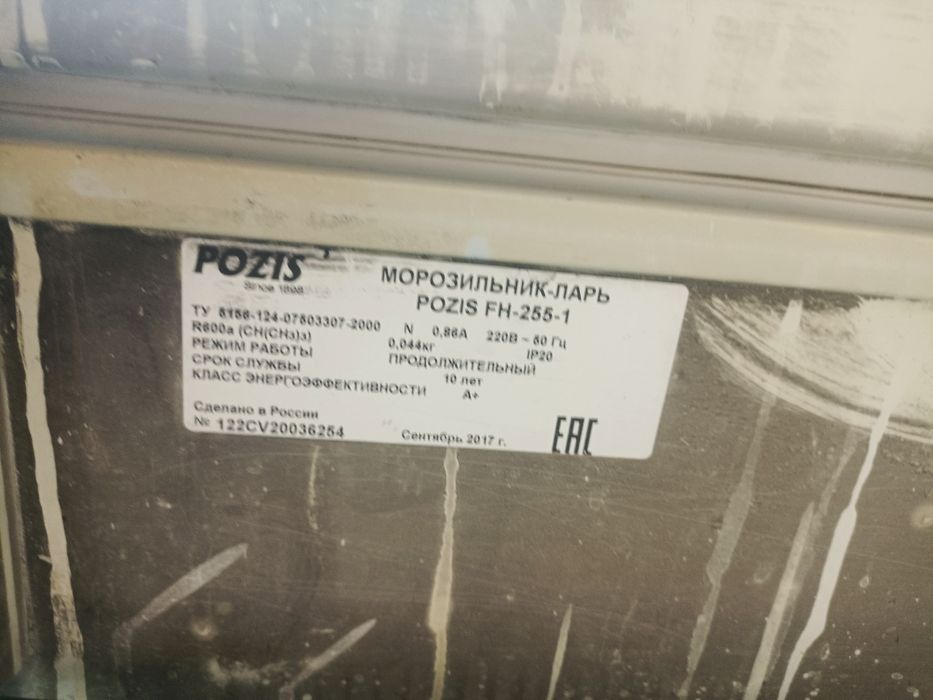 POZIS
Since 1898
МОРОЗИЛЬНИК-ЛАРЬ
POZIS FH-255-1
ТУ 5156-124-07503307-2000 N 0,86А 220В ~ 50 Гц
R600a (CH(CH₃)₃) 0,044кг IP20
РЕЖИМ РАБОТЫ ПРОДОЛЖИТЕЛЬНЫЙ
СРОК СЛУЖБЫ 10 лет
КЛАСС ЭНЕРГОЭФФЕКТИВНОСТИ А+
Сделано в России
№ 122CV20036254 Сентябрь 2017 г.
EAC